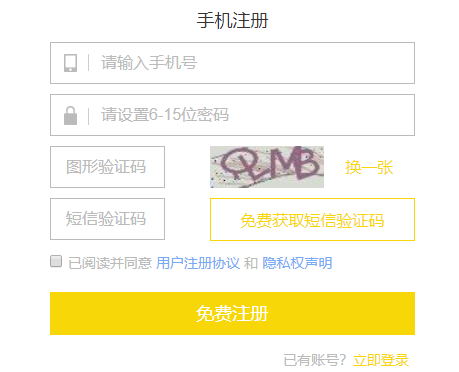 手机注册
请输入手机号
请设置6-15位密码
图形验证码 QLMB 换一张
短信验证码 免费获取短信验证码
已阅读并同意 用户注册协议 和 隐私权声明
免费注册
已有账号? 立即登录